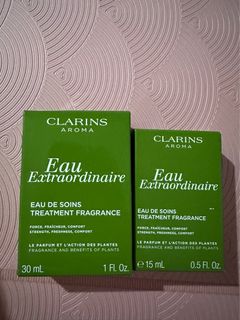 CLARINS
AROMA
Eau
Extraordinaire
EAU DE SOINS
TREATMENT FRAGRANCE
FORCE, FRAÎCHEUR, CONFORT
STRENGTH, FRESHNESS, COMFORT
LE PARFUM ET L'ACTION DES PLANTES
FRAGRANCE AND BENEFITS OF PLANTS
30 mL 1 Fl. Oz.
CLARINS
AROMA
Eau
Extraordinaire
EAU DE SOINS
TREATMENT FRAGRANCE
FORCE, FRAÎCHEUR, CONFORT
STRENGTH, FRESHNESS, COMFORT
LE PARFUM ET L'ACTION DES PLANTES
FRAGRANCE AND BENEFITS OF PLANTS
15 mL 0.5 Fl. Oz.